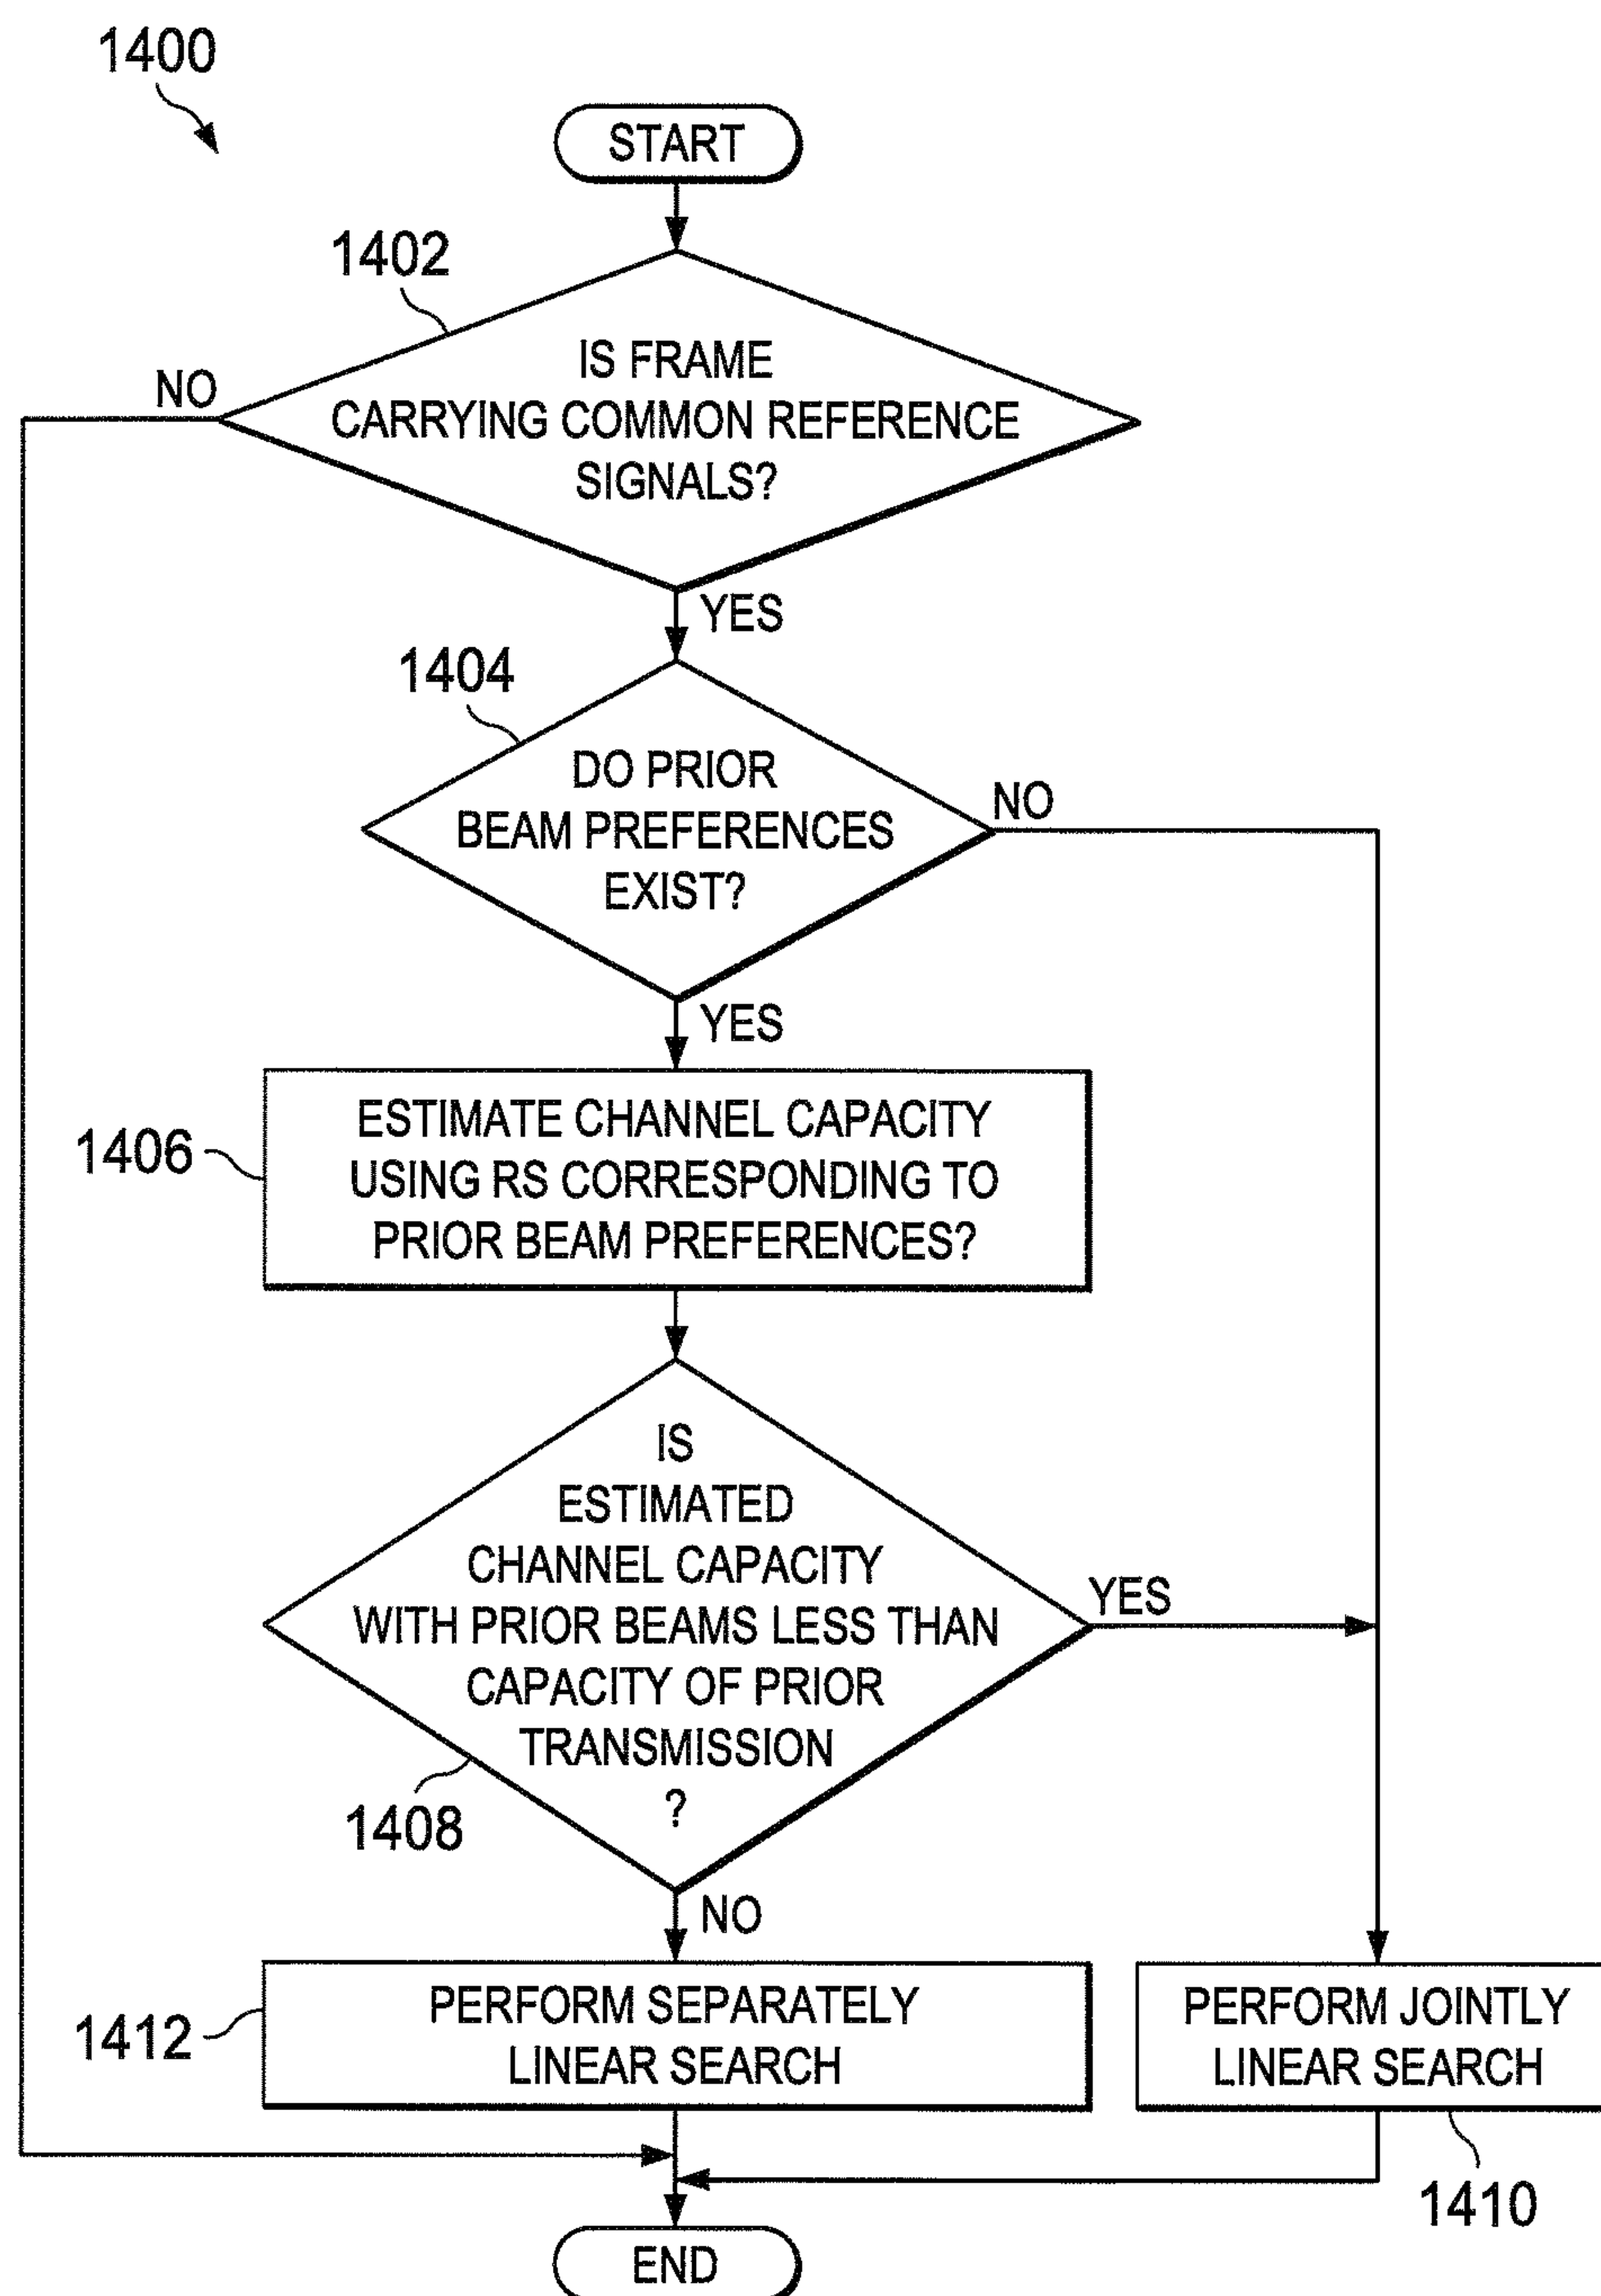 1400
START
1402
IS FRAME
CARRYING COMMON REFERENCE
SIGNALS?
NO
YES
1404
DO PRIOR
BEAM PREFERENCES
EXIST?
NO
YES
1406
ESTIMATE CHANNEL CAPACITY
USING RS CORRESPONDING TO
PRIOR BEAM PREFERENCES?
IS
ESTIMATED
CHANNEL CAPACITY
WITH PRIOR BEAMS LESS THAN
CAPACITY OF PRIOR
TRANSMISSION
?
YES
1408
NO
1412
PERFORM SEPARATELY
LINEAR SEARCH
PERFORM JOINTLY
LINEAR SEARCH
1410
END